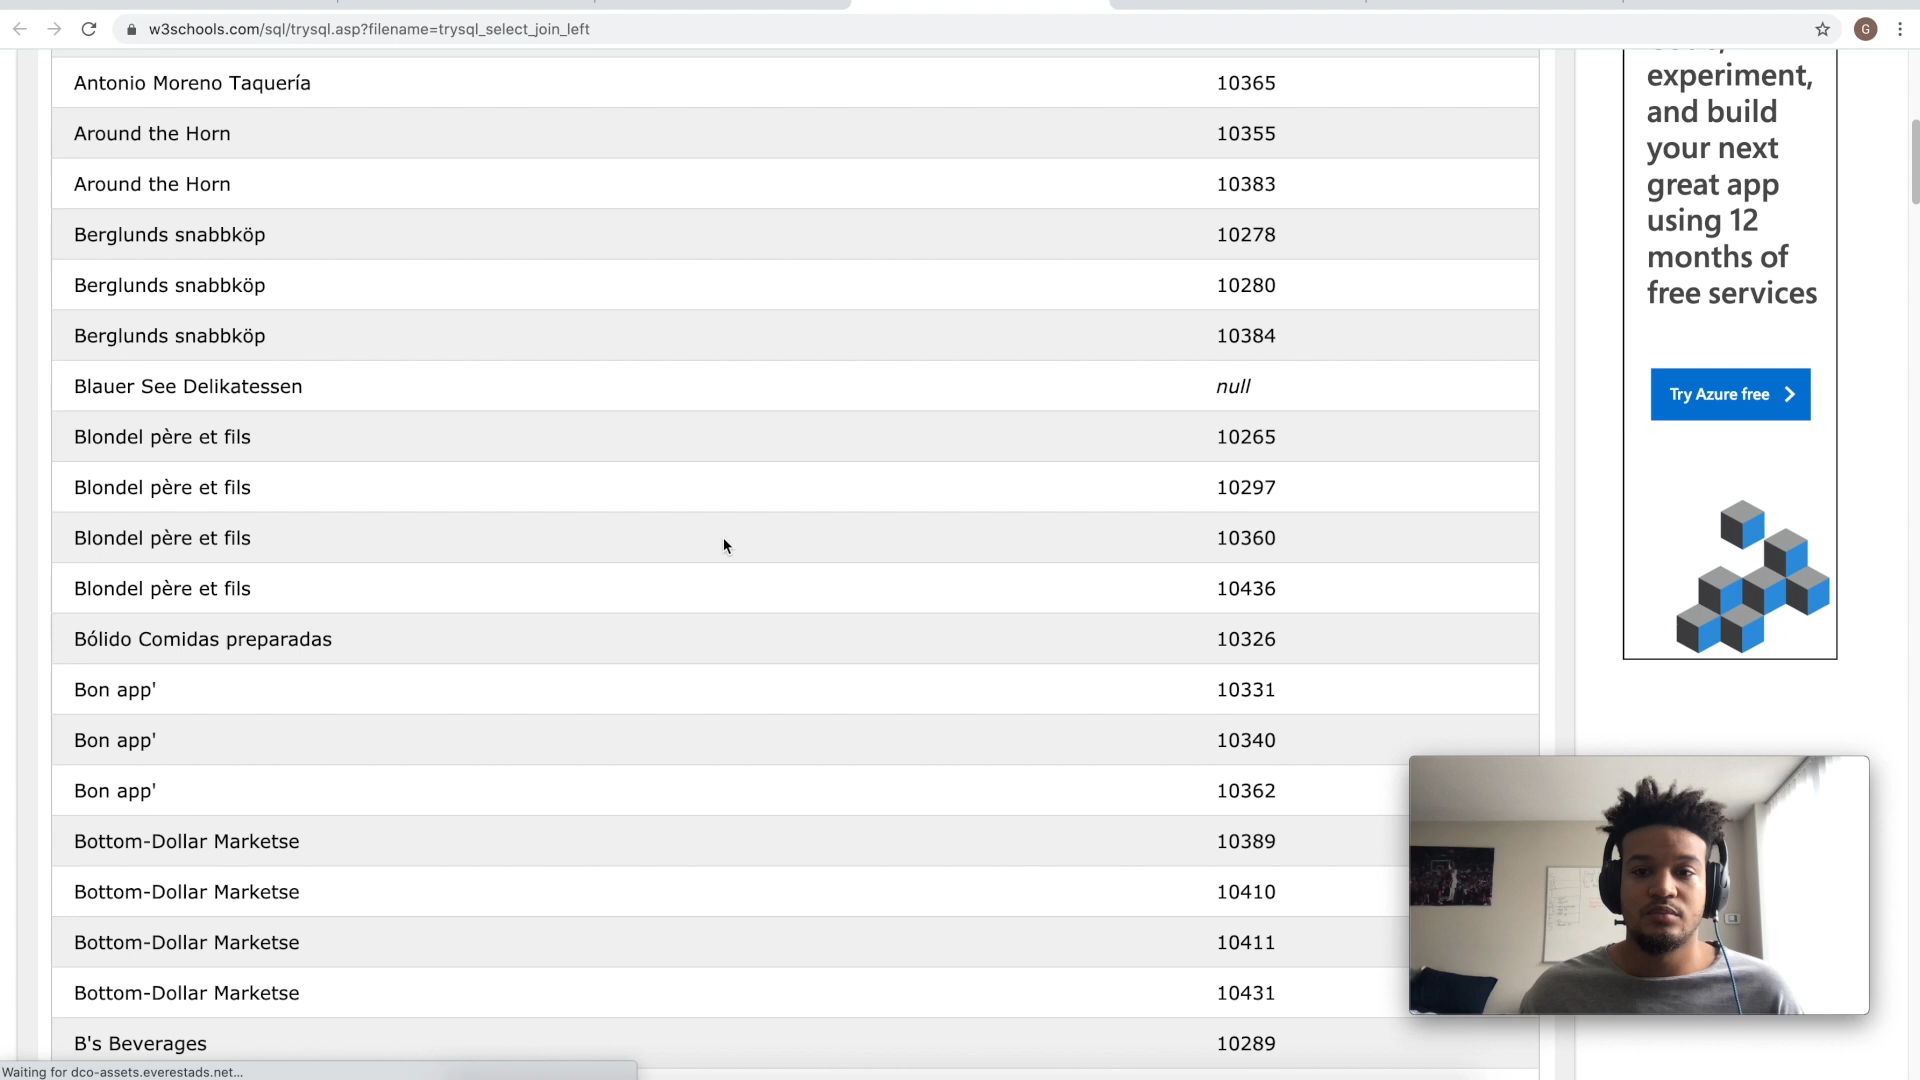 w3schools.com/sql/trysql.asp?filename=trysql_select_join_left
G
Antonio Moreno Taquería 10365
Around the Horn 10355
Around the Horn 10383
Berglunds snabbköp 10278
Berglunds snabbköp 10280
Berglunds snabbköp 10384
Blauer See Delikatessen null
Blondel père et fils 10265
Blondel père et fils 10297
Blondel père et fils 10360
Blondel père et fils 10436
Bólido Comidas preparadas 10326
Bon app' 10331
Bon app' 10340
Bon app' 10362
Bottom-Dollar Marketse 10389
Bottom-Dollar Marketse 10410
Bottom-Dollar Marketse 10411
Bottom-Dollar Marketse 10431
B's Beverages 10289
experiment,
and build
your next
great app
using 12
months of
free services
Try Azure free
Waiting for dco-assets.everestads.net...